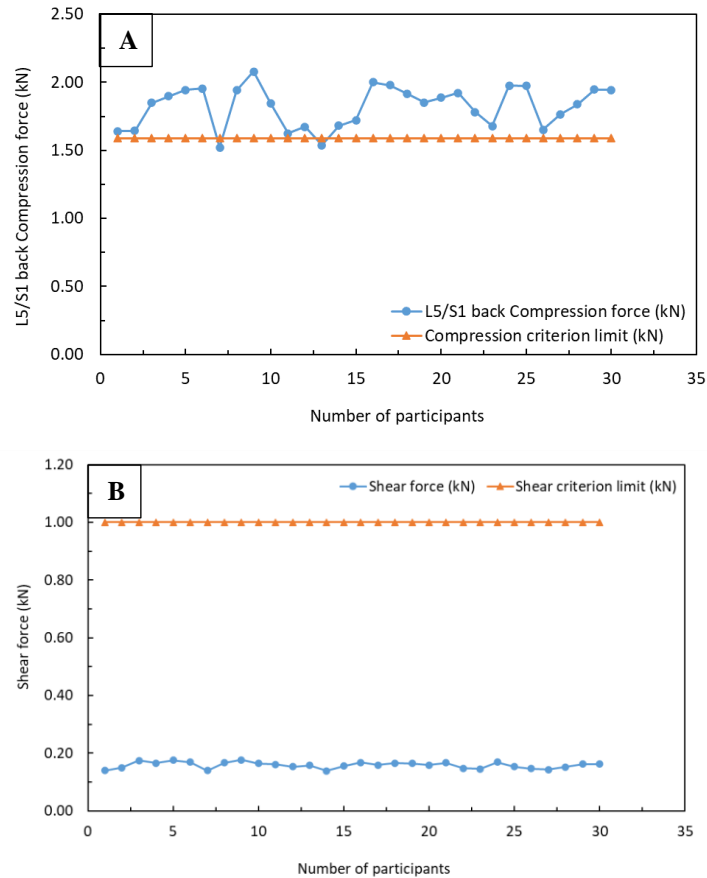 A
L5/S1 back Compression force (kN)
2.50
2.00
1.50
1.00
0.50
0.00
L5/S1 back Compression force (kN)
Compression criterion limit (kN)
0 5 10 15 20 25 30 35
Number of participants
B
Shear force (kN)
1.20
1.00
0.80
0.60
0.40
0.20
0.00
Shear force (kN) Shear criterion limit (kN)
0 5 10 15 20 25 30 35
Number of participants